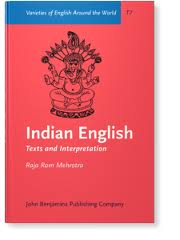 Varieties of English Around the World T7
Indian English
Texts and Interpretation
Raja Ram Mehrotra
John Benjamins Publishing Company